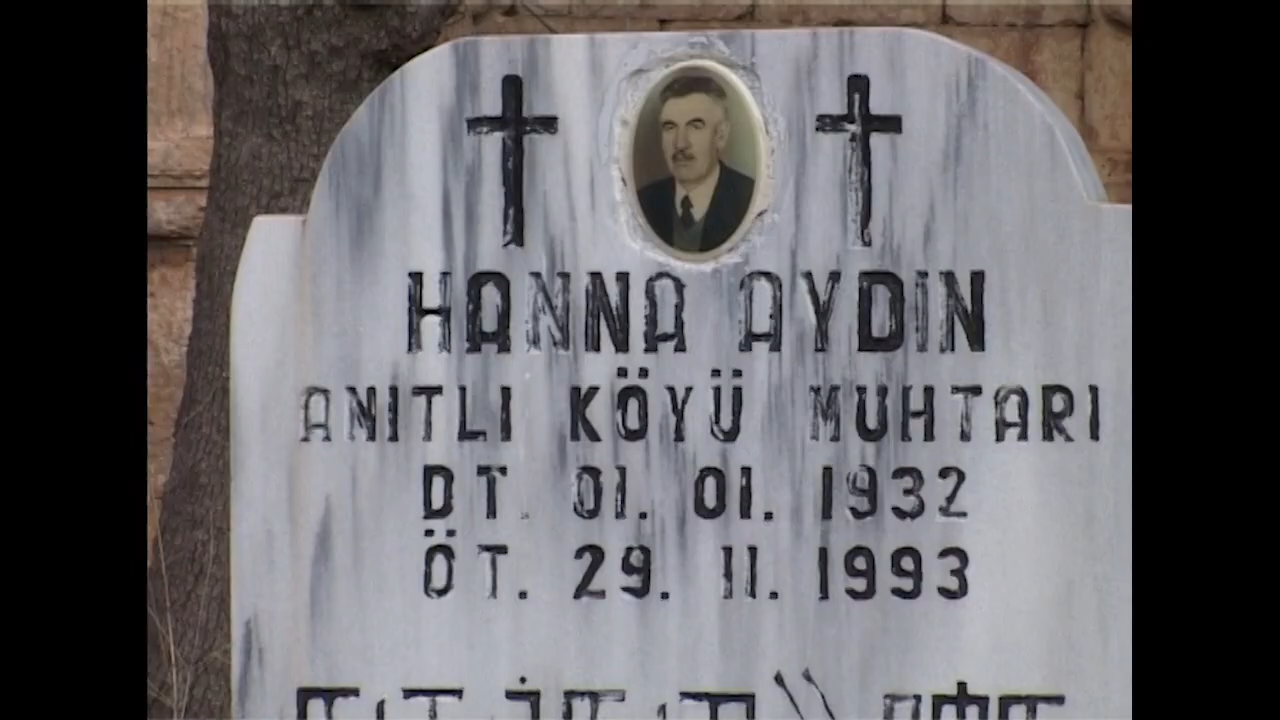 HANNA AYDIN
ANITLI KÖYÜ MUHTARI
DT. 01. 01. 1932
ÖT. 29. 11. 1993